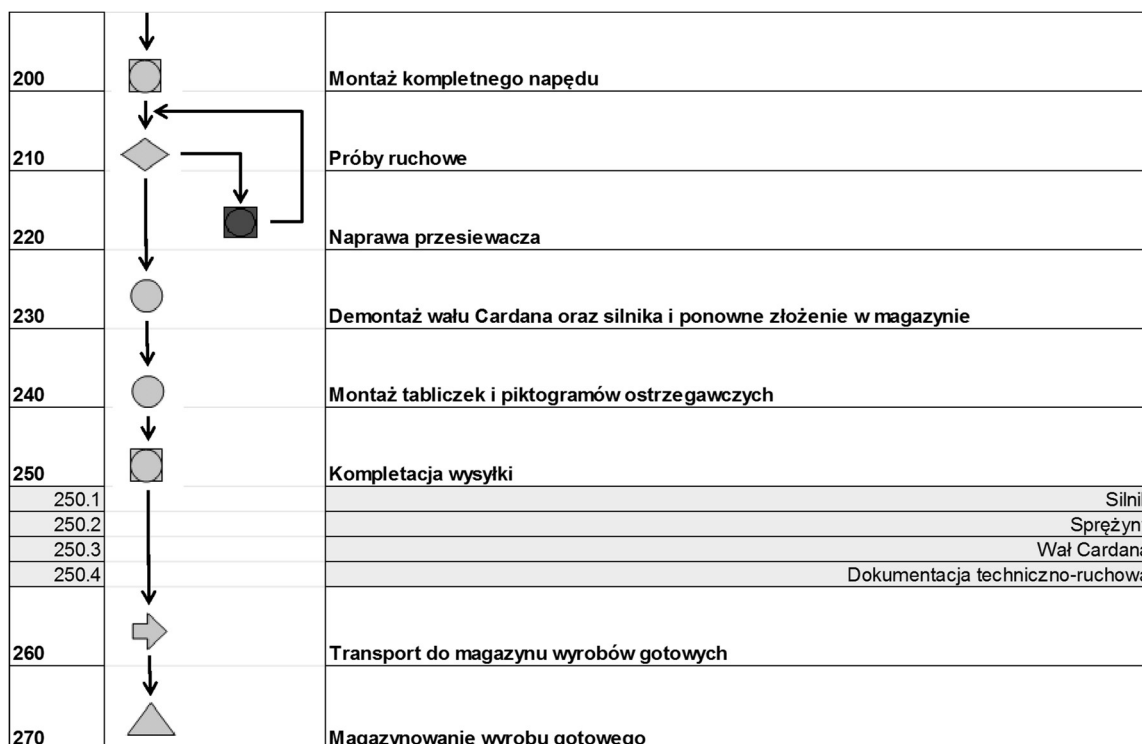 200 Montaż kompletnego napędu
210 Próby ruchowe
220 Naprawa przesiewacza
230 Demontaż wału Cardana oraz silnika i ponowne złożenie w magazynie
240 Montaż tabliczek i piktogramów ostrzegawczych
250 Kompletacja wysyłki
250.1
250.2
250.3 Wał Cardana
250.4 Dokumentacja techniczno-ruchowa
260 Transport do magazynu wyrobów gotowych
270 Magazynowanie wyrobu gotowego